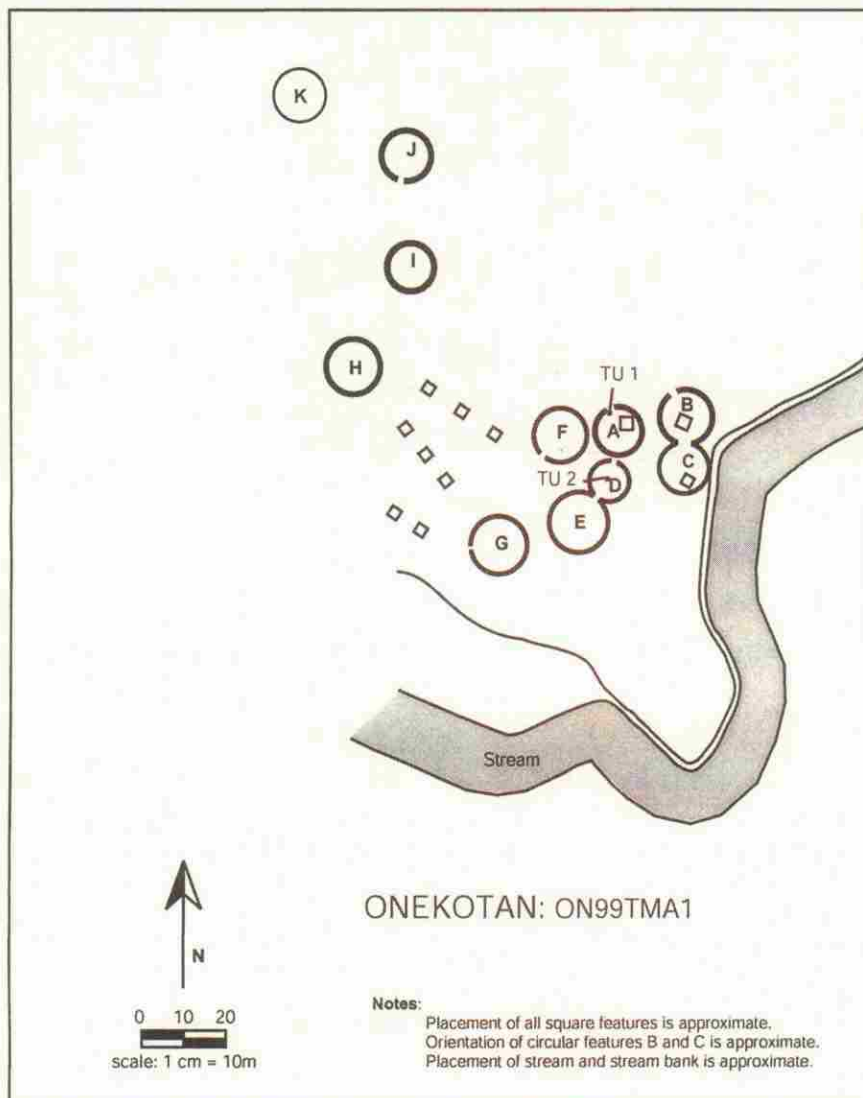 K
J
I
H
TU 1
B
F
A
C
TU 2
D
E
G
Stream
N
ONEKOTAN: ON99TMA1
0 10 20
scale: 1 cm = 10m
Notes:
Placement of all square features is approximate.
Orientation of circular features B and C is approximate.
Placement of stream and stream bank is approximate.